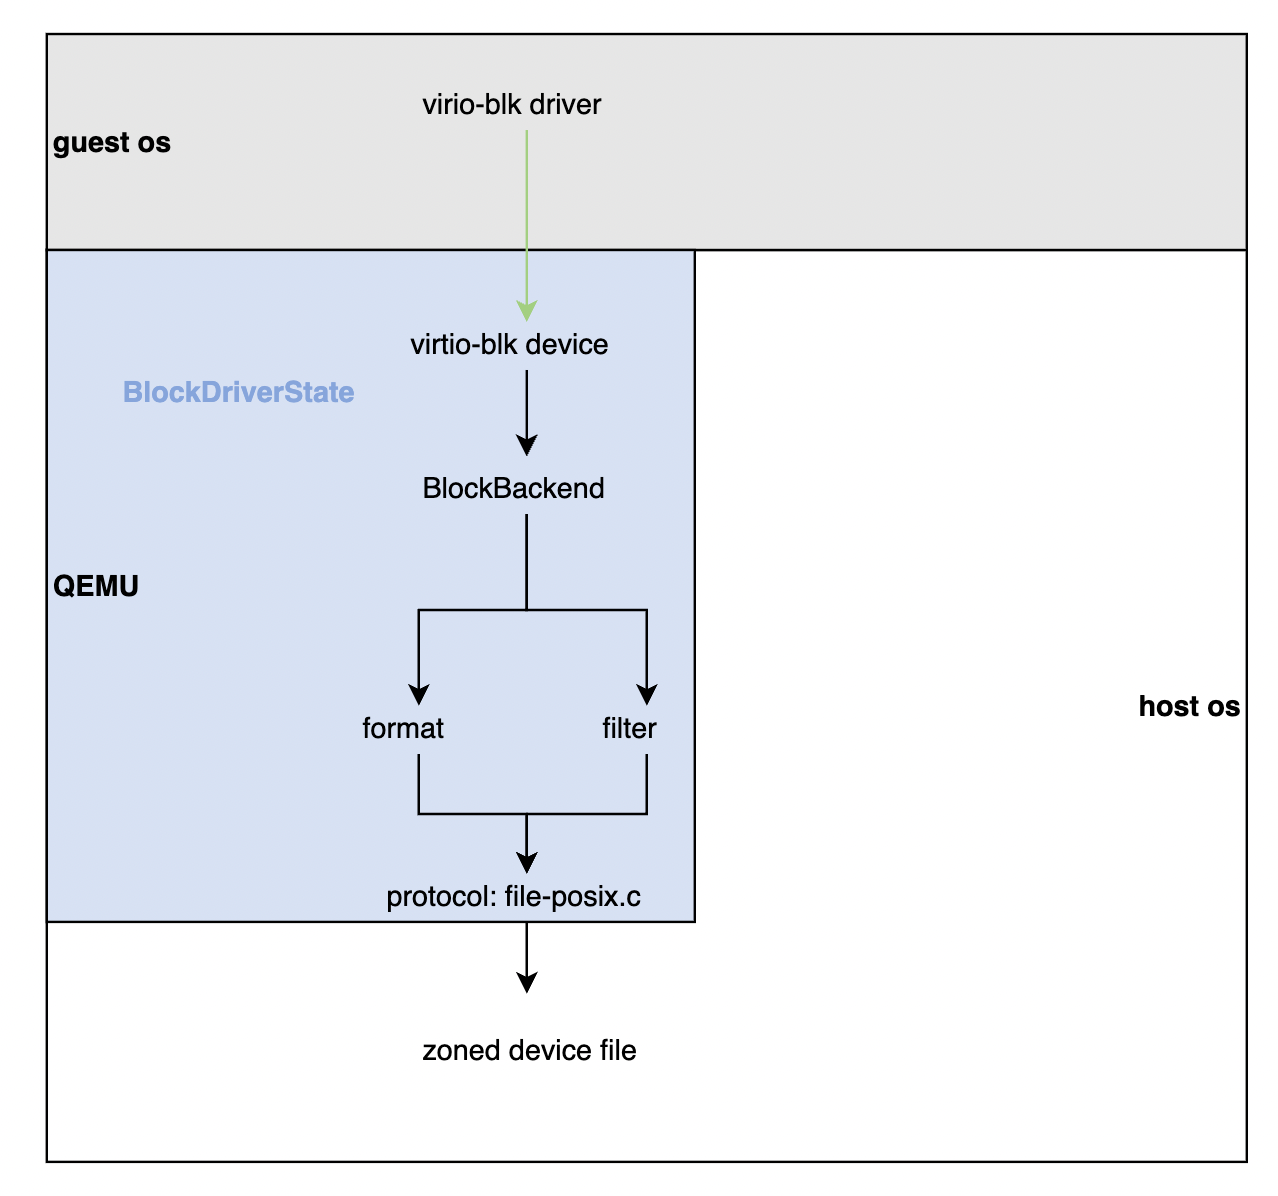 virio-blk driver
guest os
virtio-blk device
BlockDriverState
BlockBackend
QEMU
host os
format
filter
protocol: file-posix.c
zoned device file